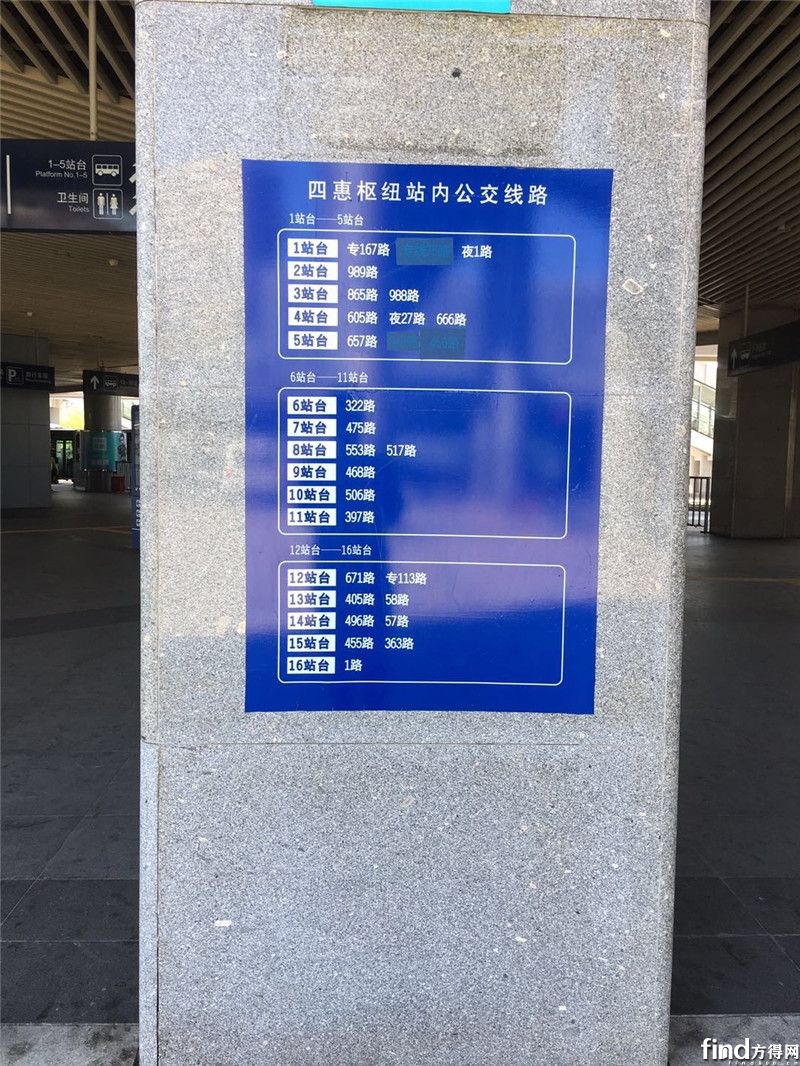 1-5站台
Platform No.1-5
卫生间
Toilets
P
四惠枢纽站内公交线路
1站台——5站台
1站台 专167路 夜1路
2站台 989路
3站台 865路 988路
4站台 605路 夜27路 666路
5站台 657路
6站台——11站台
6站台 322路
7站台 475路
8站台 553路 517路
9站台 468路
10站台 506路
11站台 397路
12站台——16站台
12站台 671路 专113路
13站台 405路 58路
14站台 496路 57路
15站台 455路 363路
16站台 1路
find方得网